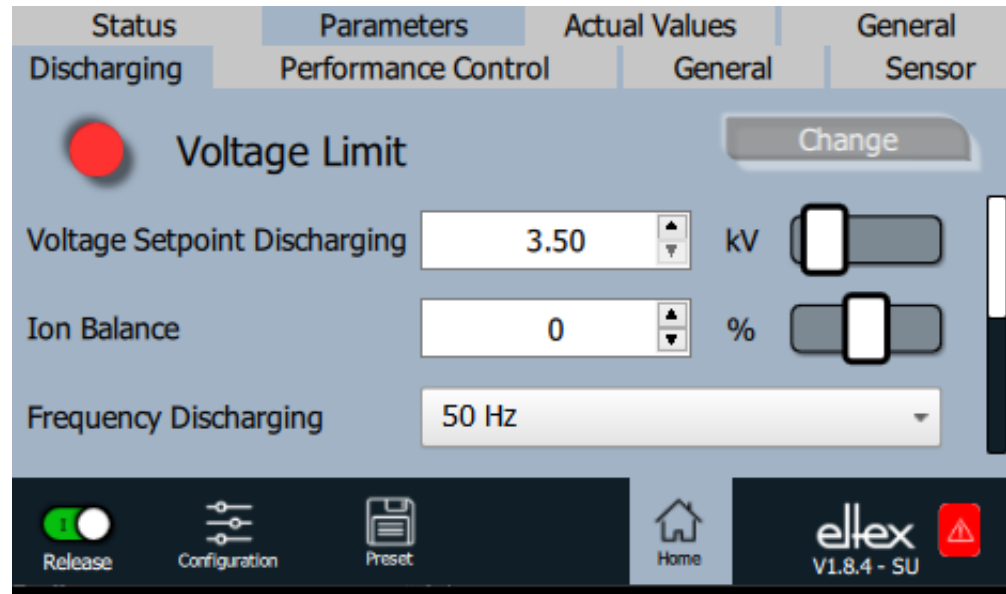 Status Parameters Actual Values General
Discharging Performance Control General Sensor
Voltage Limit Change
Voltage Setpoint Discharging 3.50 kV
Ion Balance 0 %
Frequency Discharging 50 Hz
I
Release Configuration Preset Home eltex
V1.8.4 - SU